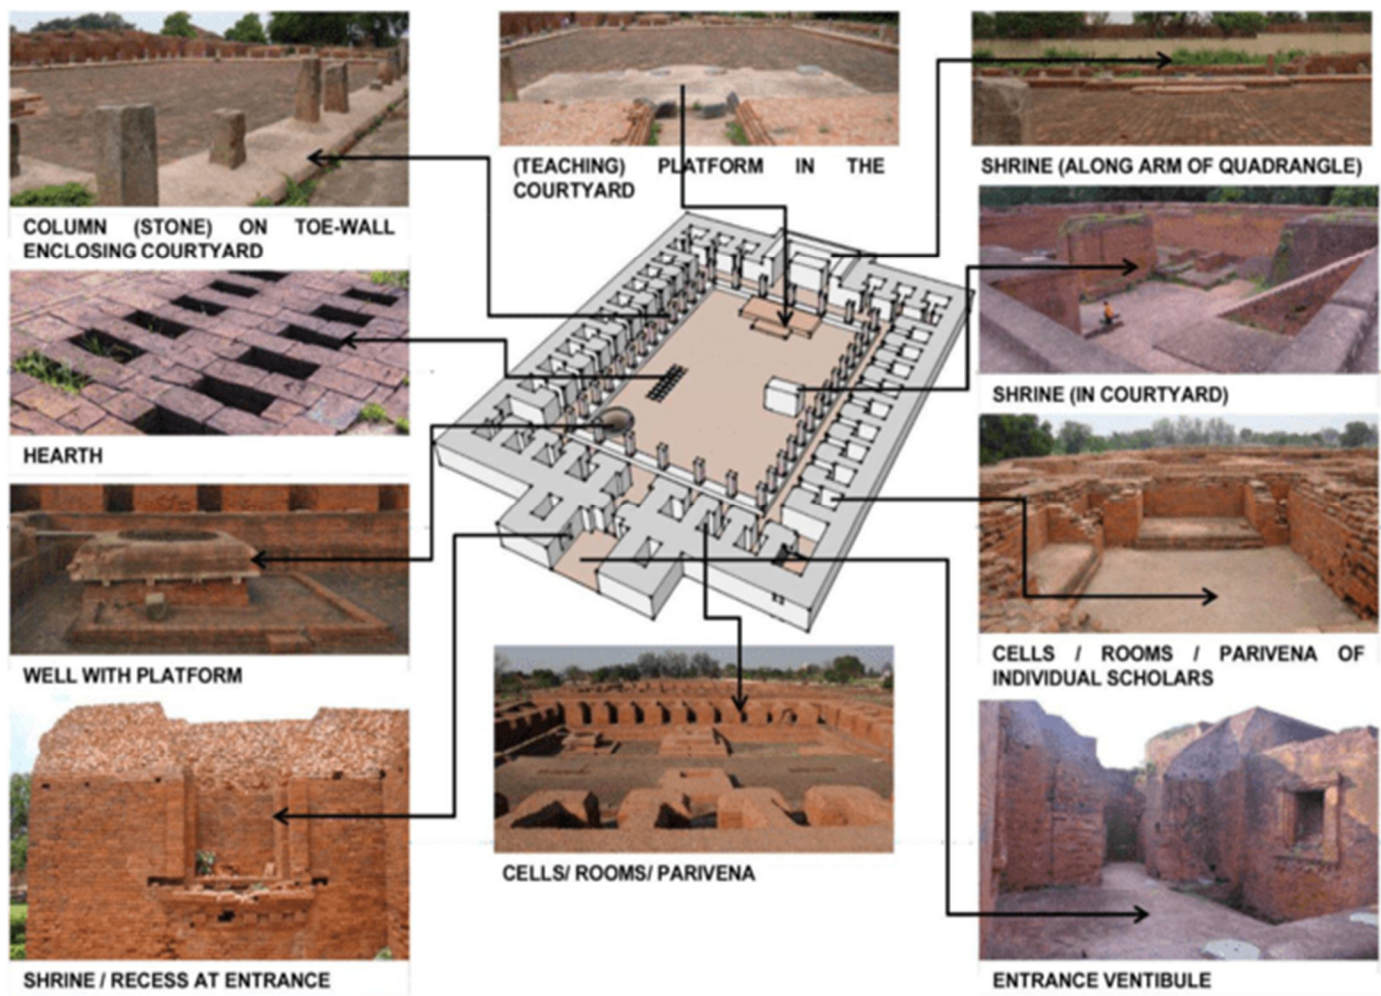 (TEACHING) PLATFORM IN THE
COURTYARD
SHRINE (ALONG ARM OF QUADRANGLE)
COLUMN (STONE) ON TOE-WALL
ENCLOSING COURTYARD
SHRINE (IN COURTYARD)
HEARTH
CELLS / ROOMS / PARIVENA OF
INDIVIDUAL SCHOLARS
WELL WITH PLATFORM
CELLS/ ROOMS/ PARIVENA
SHRINE / RECESS AT ENTRANCE
ENTRANCE VENTIBULE